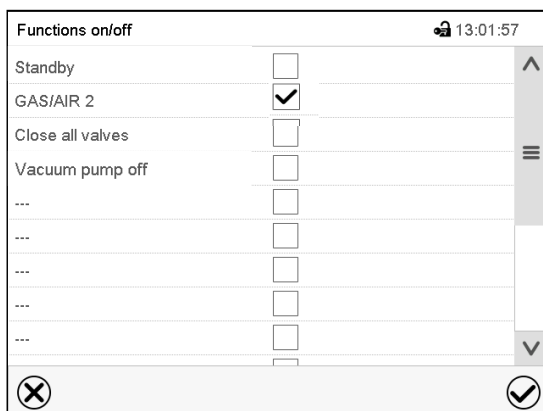 Functions on/off 13:01:57
Standby
GAS/AIR 2
Close all valves
Vacuum pump off
---
---
---
---
---